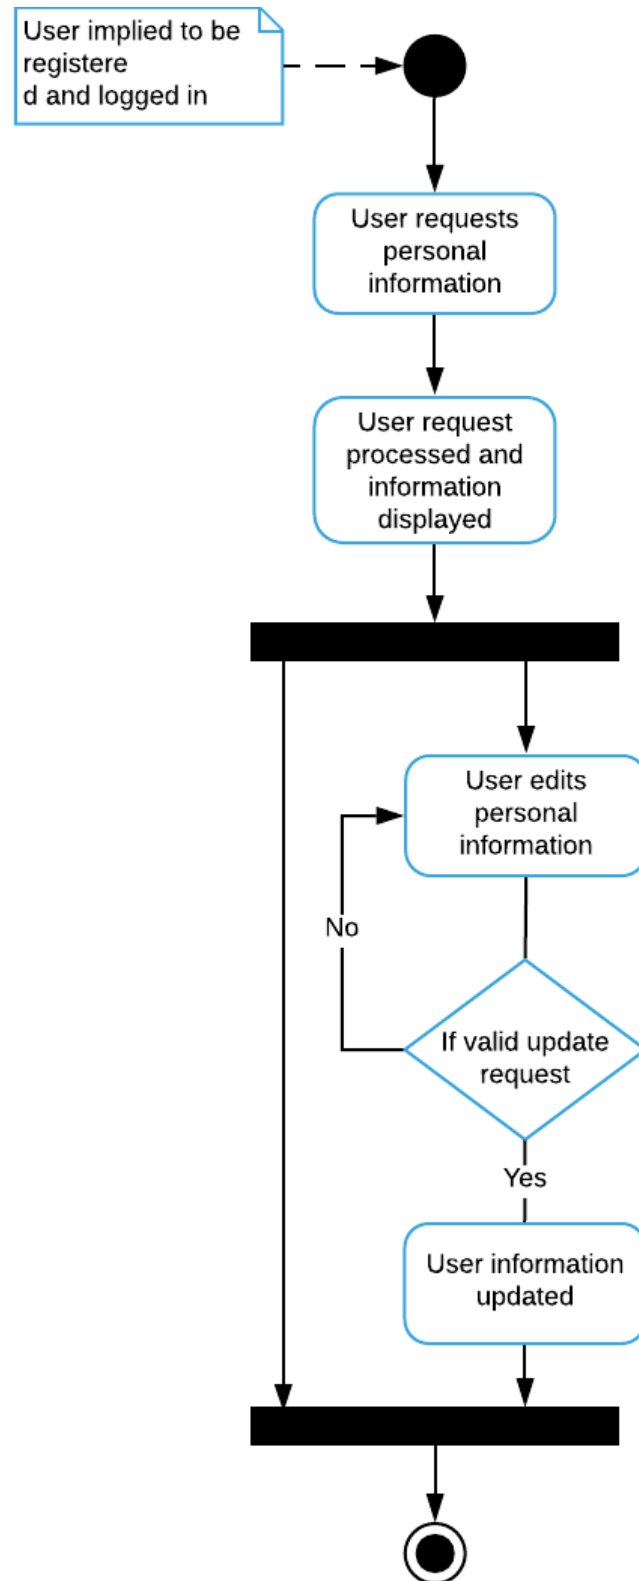 User implied to be
registere
d and logged in
User requests
personal
information
User request
processed and
information
displayed
User edits
personal
information
No
If valid update
request
Yes
User information
updated